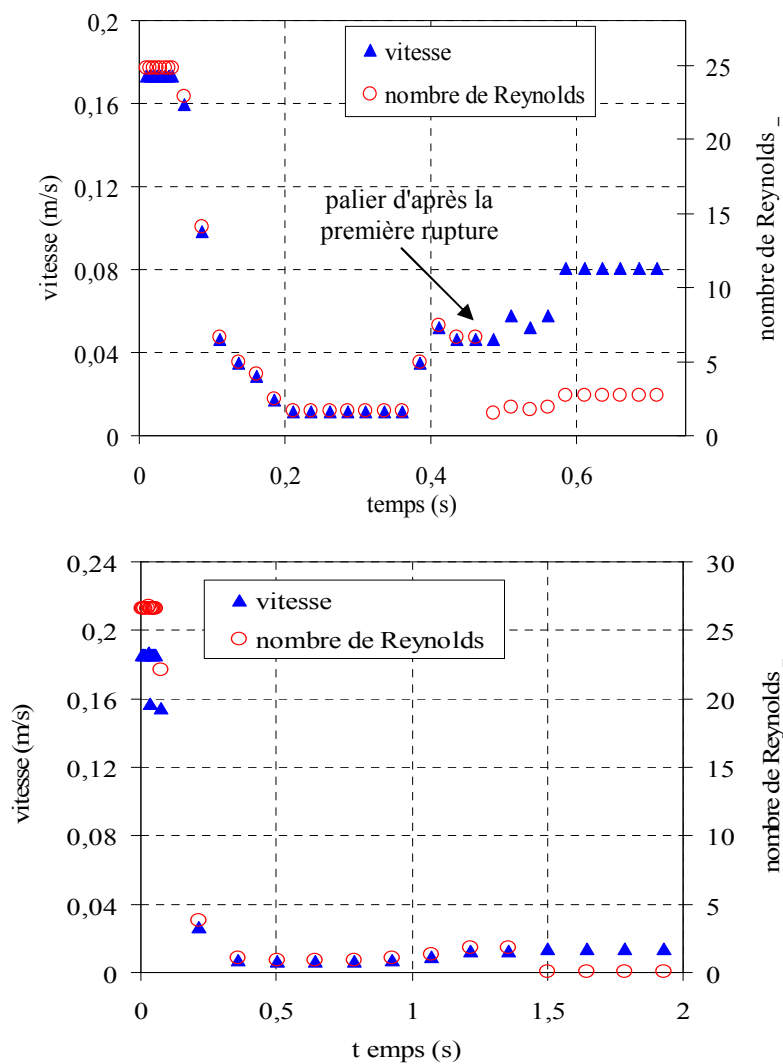 0,2
0,16
0,12
0,08
0,04
0
vitesse (m/s)
vitesse
nombre de Reynolds
palier d'après la
première rupture
25
20
15
10
5
0
nombre de Reynolds _
0 0,2 0,4 0,6
temps (s)
0,24
0,2
0,16
0,12
0,08
0,04
0
vitesse (m/s)
vitesse
nombre de Reynolds
30
25
20
15
10
5
0
nombre de Reynolds_
0 0,5 1 1,5 2
t emps (s)